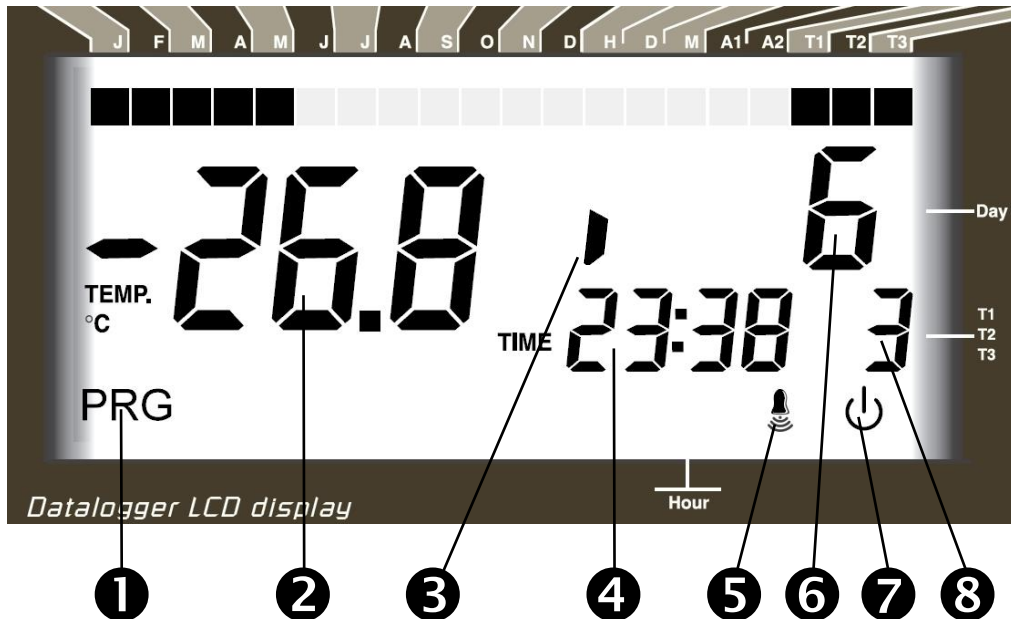 J F M A M J J A S O N D H D M A1 A2 T1 T2 T3
-26.8
6
Day
TEMP.
°C
TIME 23:38 3
T1
T2
T3
PRG
Datalogger LCD display
Hour
1 2 3 4 5 6 7 8